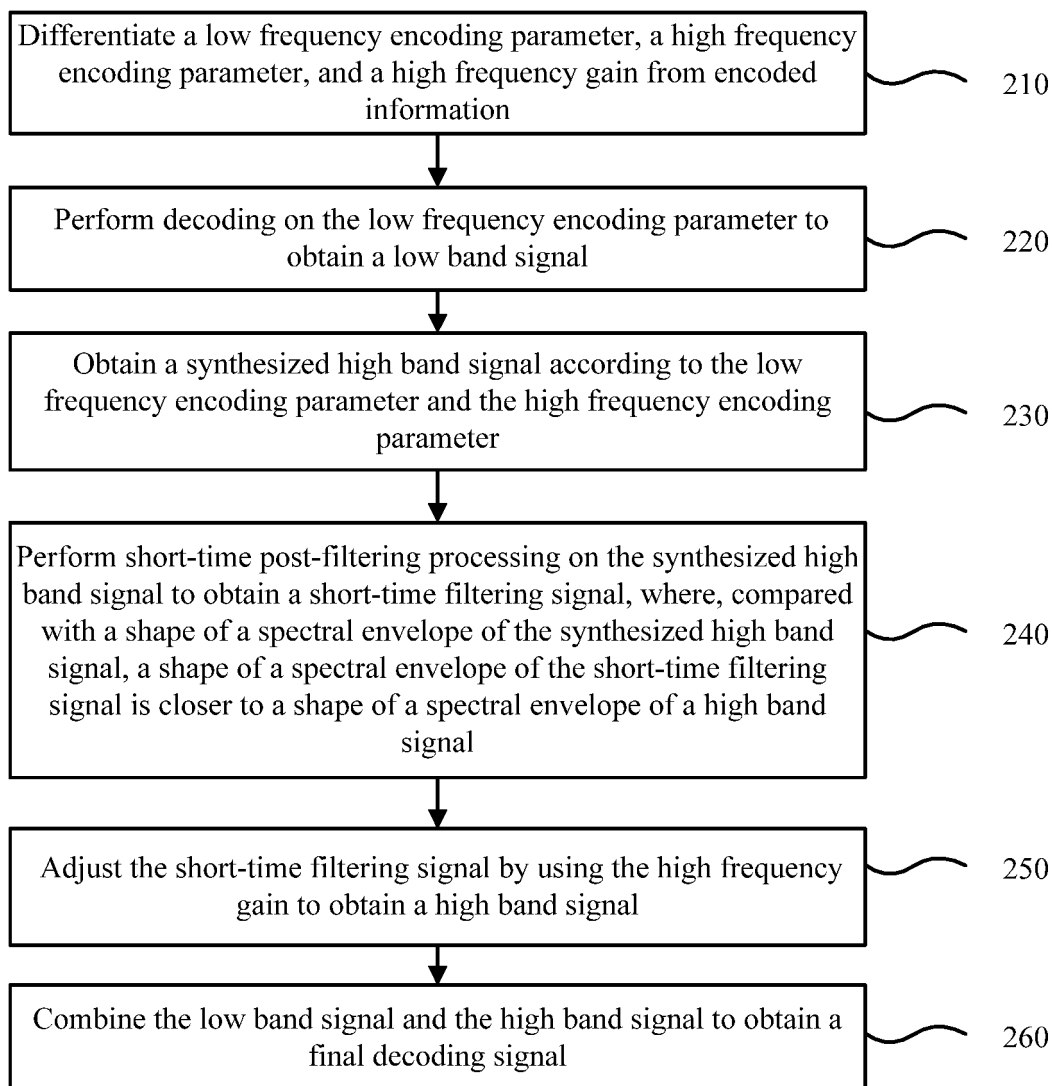 Differentiate a low frequency encoding parameter, a high frequency
encoding parameter, and a high frequency gain from encoded
information
210
Perform decoding on the low frequency encoding parameter to
obtain a low band signal
220
Obtain a synthesized high band signal according to the low
frequency encoding parameter and the high frequency encoding
parameter
230
Perform short-time post-filtering processing on the synthesized high
band signal to obtain a short-time filtering signal, where, compared
with a shape of a spectral envelope of the synthesized high band
signal, a shape of a spectral envelope of the short-time filtering
signal is closer to a shape of a spectral envelope of a high band
signal
240
Adjust the short-time filtering signal by using the high frequency
gain to obtain a high band signal
250
Combine the low band signal and the high band signal to obtain a
final decoding signal
260